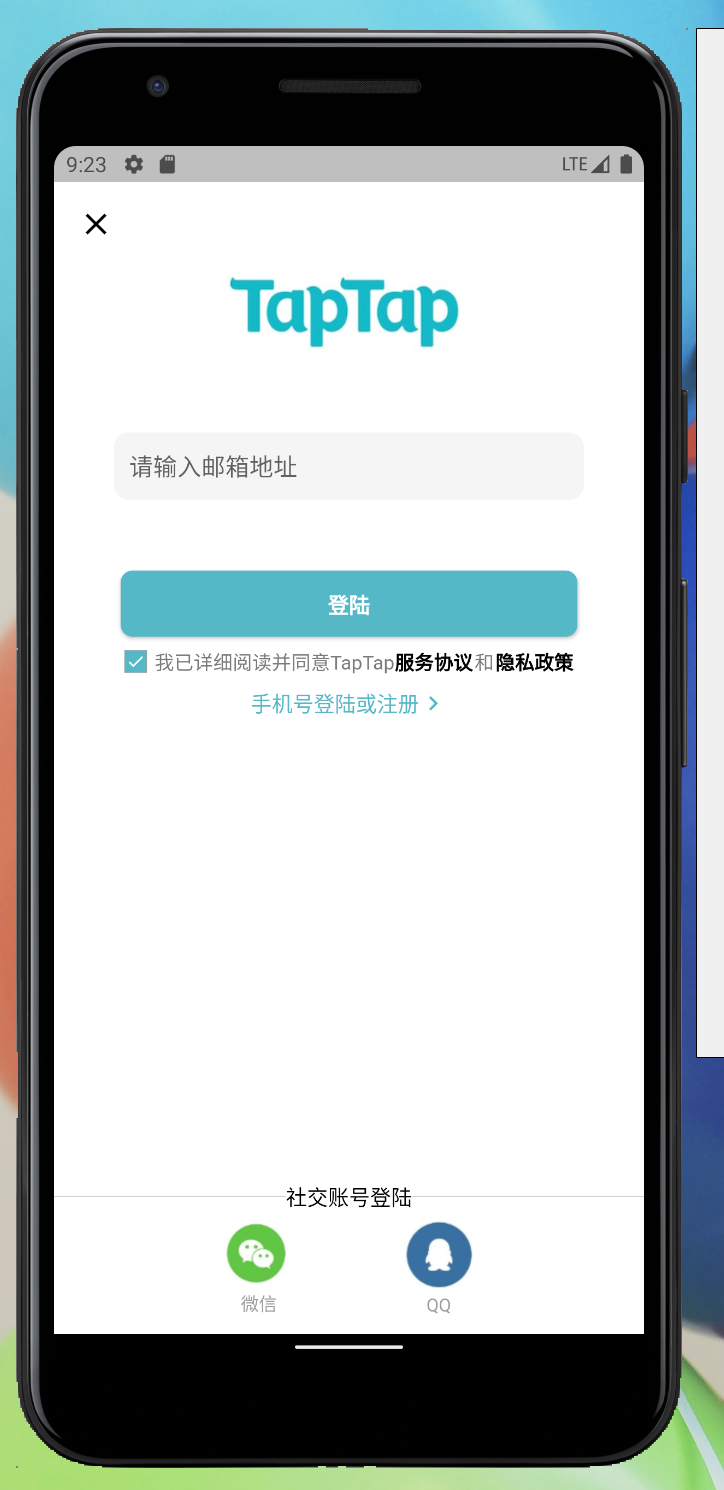 9:23 LTE
TapTap
请输入邮箱地址
登陆
我已详细阅读并同意TapTap服务协议和隐私政策
手机号登陆或注册
社交账号登陆
微信 QQ